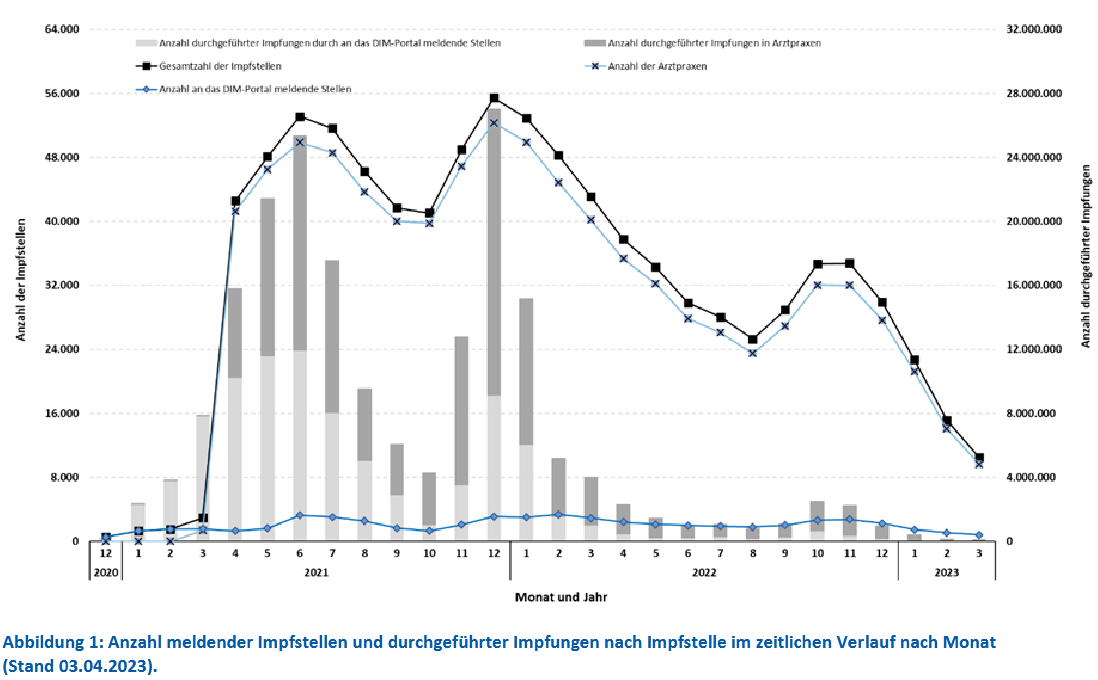 64.000
56.000
48.000
40.000
32.000
24.000
16.000
8.000
0
Anzahl der Impfstellen
Anzahl durchgeführter Impfungen durch an das DIM-Portal meldende Stellen
Anzahl durchgeführter Impfungen in Arztpraxen
Gesamtzahl der Impfstellen
Anzahl der Arztpraxen
Anzahl an das DIM-Portal meldende Stellen
32.000.000
28.000.000
24.000.000
20.000.000
16.000.000
12.000.000
8.000.000
4.000.000
0
Anzahl durchgeführter Impfungen
12 1 2 3 4 5 6 7 8 9 10 11 12 1 2 3 4 5 6 7 8 9 10 11 12 1 2 3
2020 2021 2022 2023
Monat und Jahr
Abbildung 1: Anzahl meldender Impfstellen und durchgeführter Impfungen nach Impfstelle im zeitlichen Verlauf nach Monat
(Stand 03.04.2023).